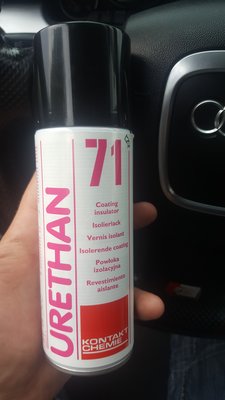 URETHAN
71
Coating
insulator
Isolierlack
Vernis isolant
Isolerende coating
Powłoka
izolacyjna
Revestimiento
aislante
KONTAKT
CHEMIE